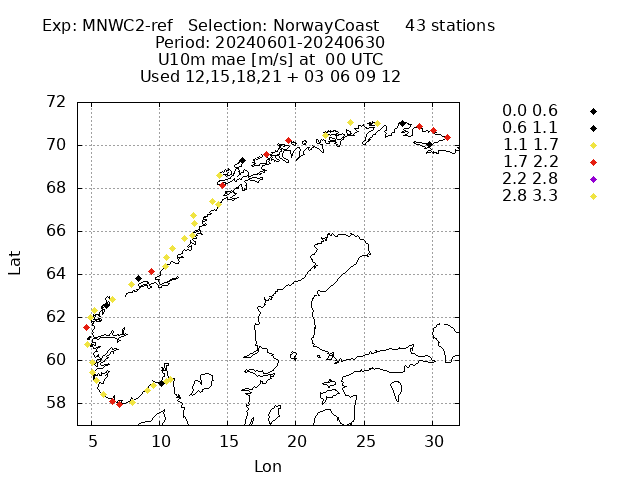 Exp: MNWC2-ref   Selection: NorwayCoast     43 stations
Period: 20240601-20240630
U10m mae [m/s] at  00 UTC
Used 12,15,18,21 + 03 06 09 12
0.0 0.6
0.6 1.1
1.1 1.7
1.7 2.2
2.2 2.8
2.8 3.3
72
70
68
66
64
62
60
58
Lat
5 10 15 20 25 30
Lon